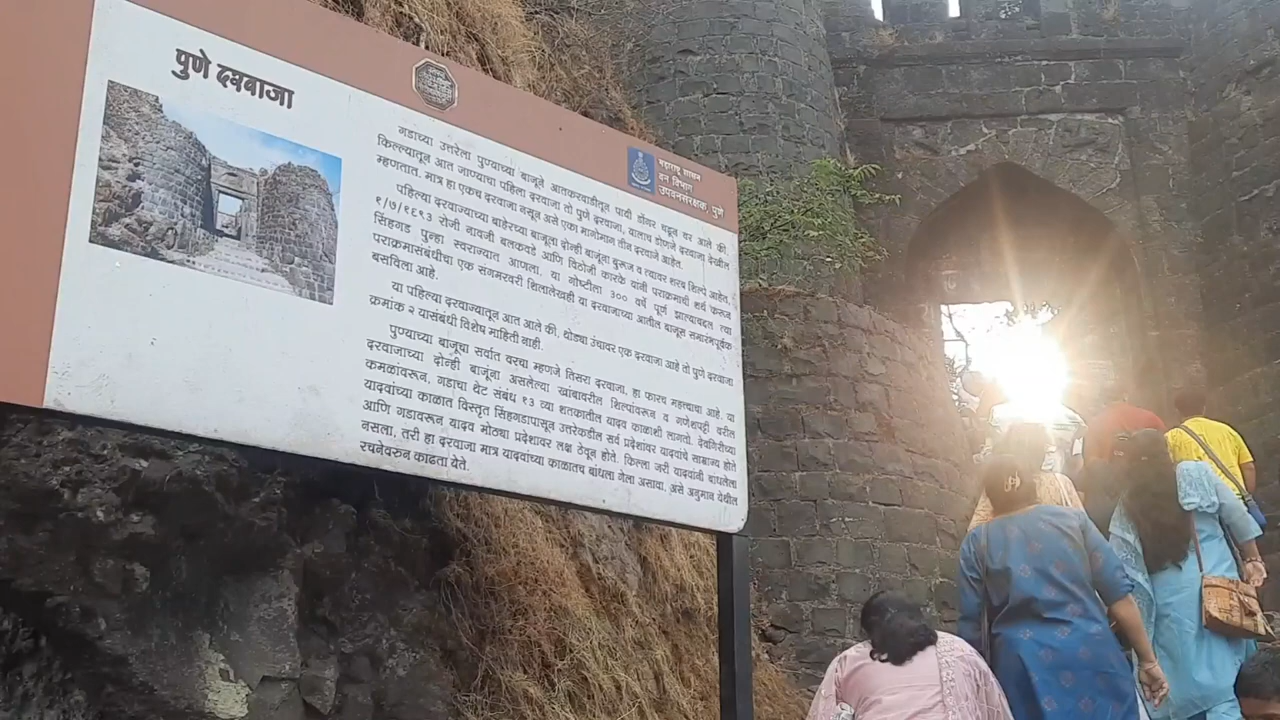 पुणे दरवाजा
महाराष्ट्र शासन
वन विभाग
उपवनसंरक्षक, पुणे
गडाच्या उत्तरेला पुण्याच्या बाजूने आतकरवाडीतून पायी डोंगर चढून वर आले की,
किल्ल्यातून आत जाण्याचा पहिला दरवाजा तो पुणे दरवाजा, यालाच डोणजे दरवाजा देखील
म्हणतात. मात्र हा एकच दरवाजा नसून असे एका मागोमाग तीन दरवाजे आहेत.
पहिल्या दरवाज्याच्या बाहेरच्या बाजूला दोन्ही बाजूंना बुरूज व त्यावर शरभ शिल्पे आहेत.
१/७/१६९३ रोजी नावजी बलकवडे आणि विठोजी कारके यांनी पराक्रमाची शर्थ करून
सिंहगड पुन्हा स्वराज्यात आणला. या गोष्टीला ३०० वर्षे पूर्ण झाल्याबद्दल त्या
पराक्रमासंबंधीचा एक संगमरवरी शिलालेखही या दरवाजाच्या आतील बाजूस समारंभपूर्वक
बसविला आहे.
या पहिल्या दरवाज्यातून आत आले की, थोड्या उंचावर एक दरवाजा आहे तो पुणे दरवाजा
क्रमांक २ यासंबंधी विशेष माहिती नाही.
पुण्याच्या बाजूचा सर्वात वरचा म्हणजे तिसरा दरवाजा, हा फारच महत्त्वाचा आहे. या
दरवाजाच्या दोन्ही बाजूंना असलेल्या खांबावरील शिल्पांवरून व गणेशपट्टी वरील
कमळांवरून, गडाचा थेट संबंध १३ व्या शतकातील यादव काळाशी लागतो. देवगिरीच्या
यादवांच्या काळात विस्तृत सिंहगडापासून उत्तरेकडील सर्व प्रदेशांवर यादवांचे साम्राज्य होते
आणि गडावरून यादव मोठ्या प्रदेशावर लक्ष ठेवून होते. किल्ला जरी यादवांनी बांधलेला
नसला, तरी हा दरवाजा मात्र यादवांच्या काळातच बांधला गेला असावा, असे अनुमान येथील
रचनेवरुन काढता येते.